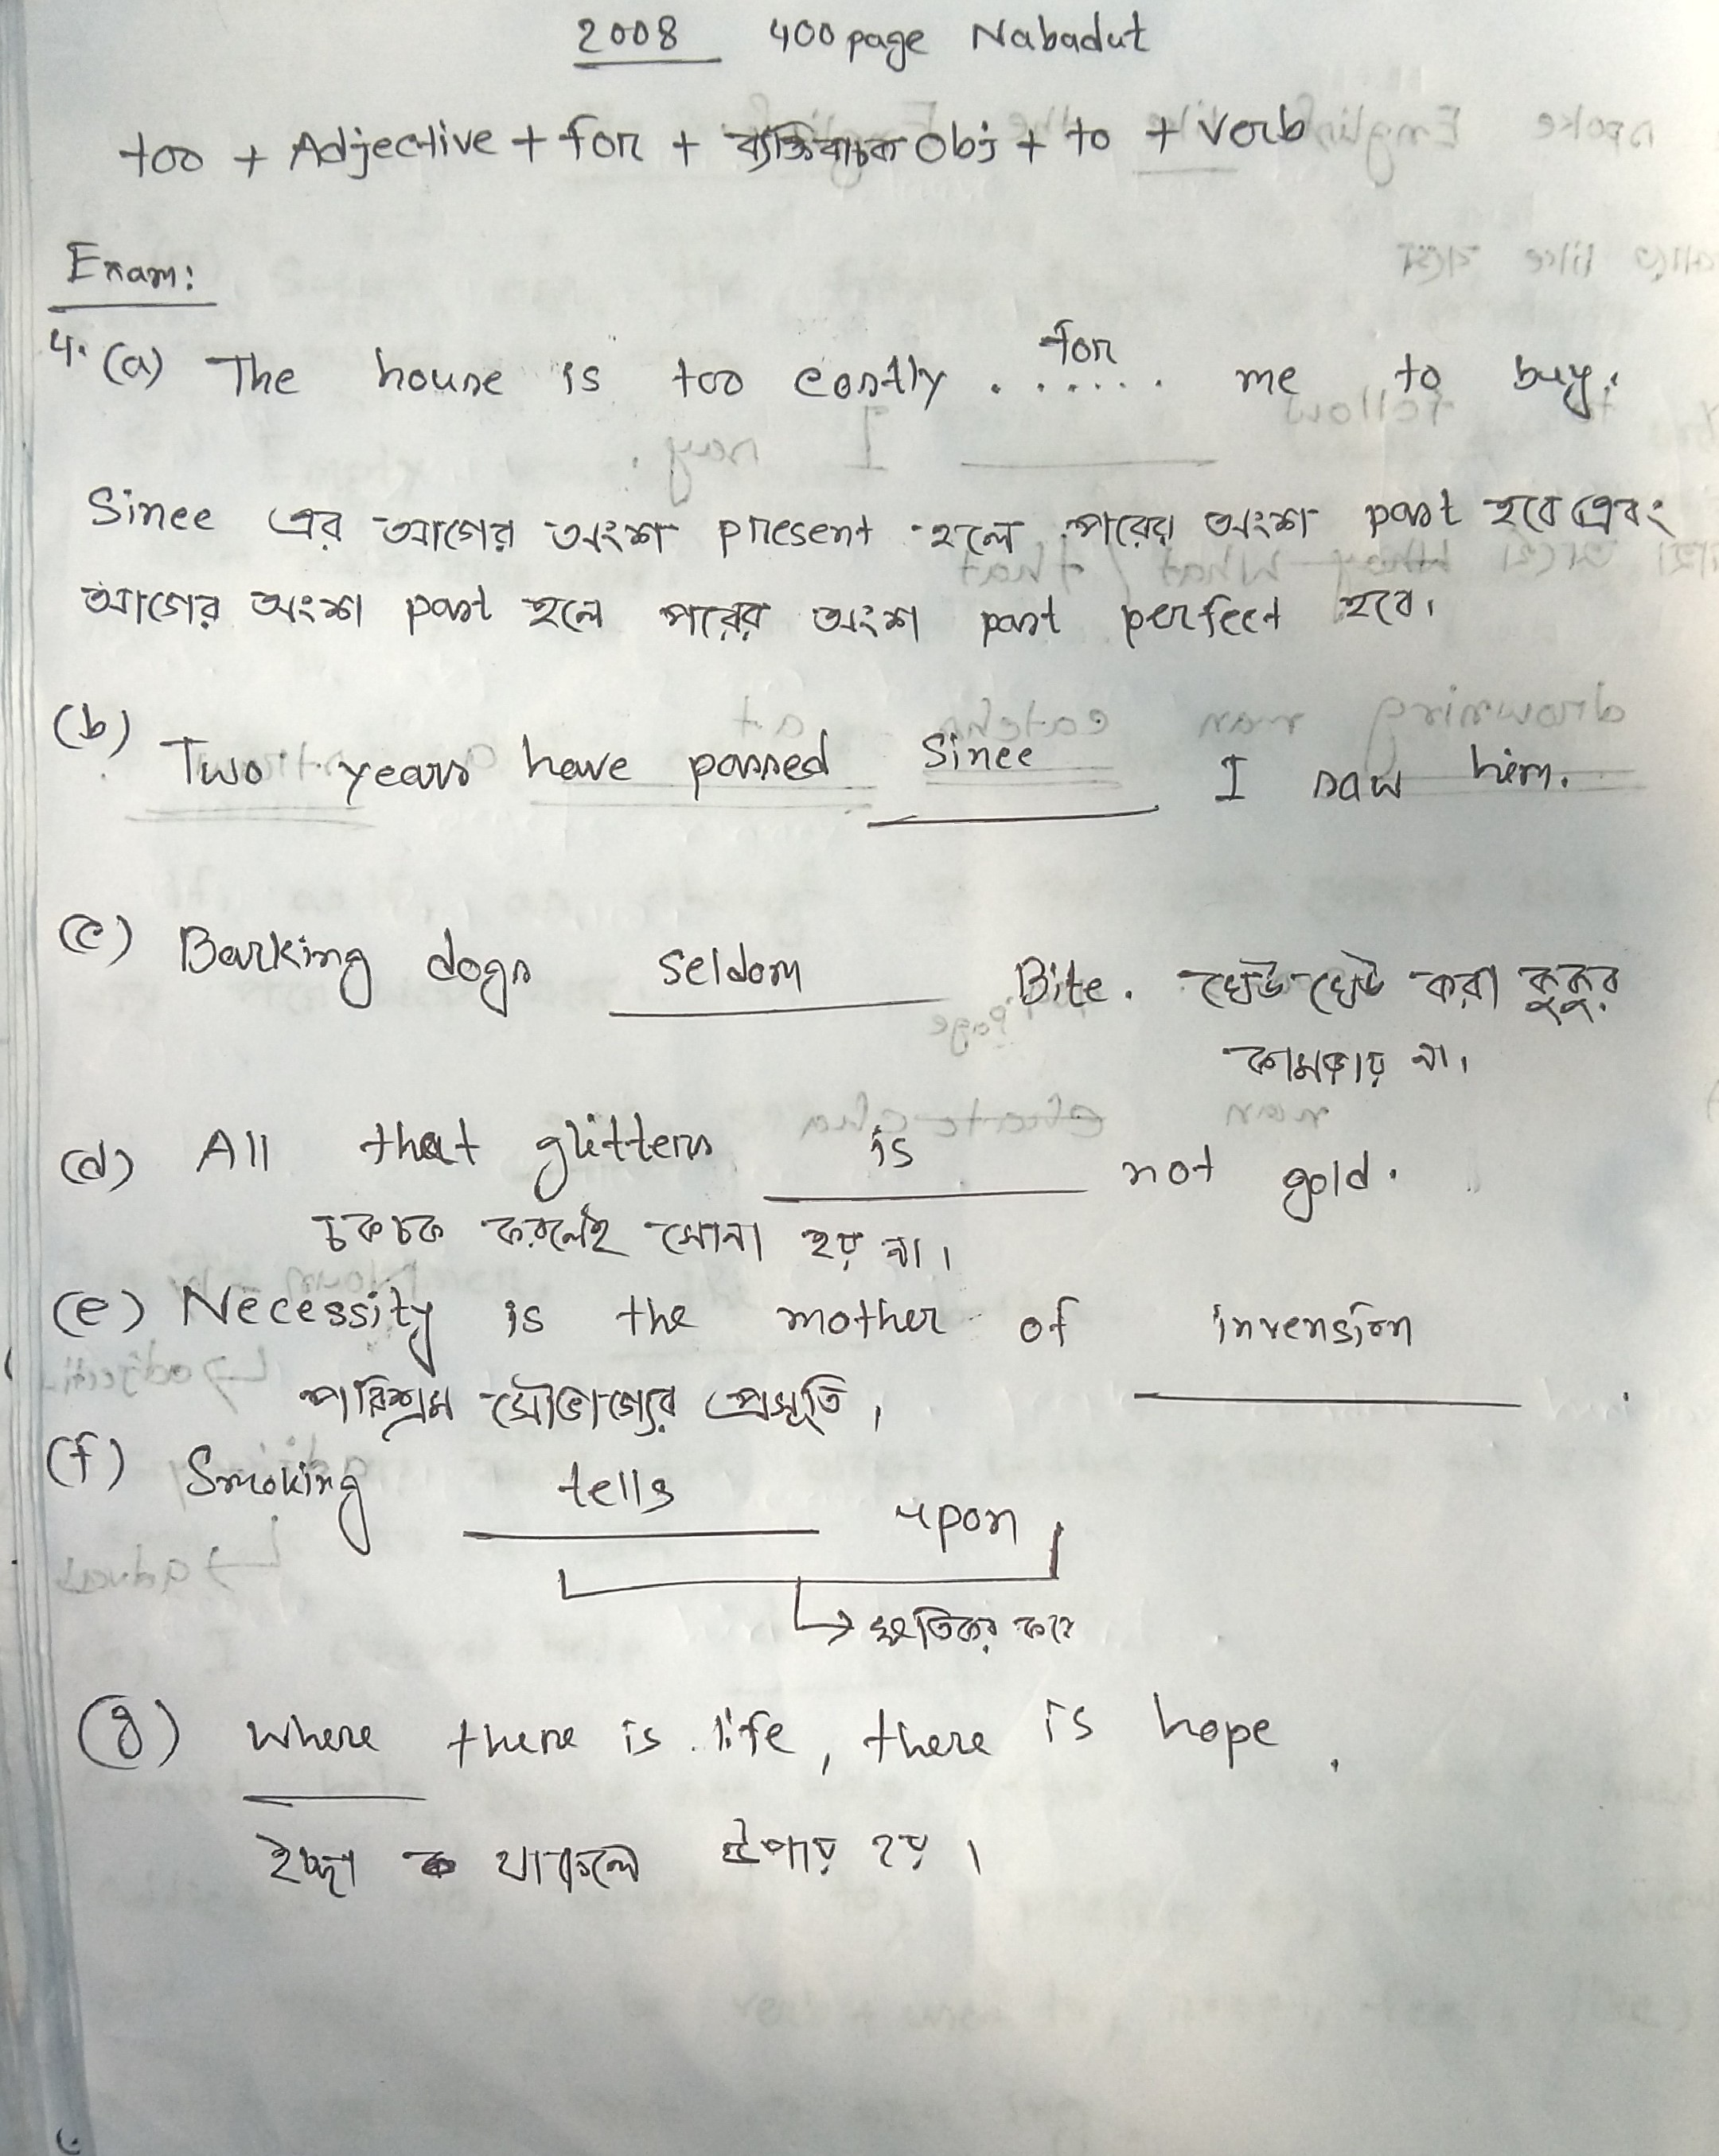 2008 400 page Nabadut
too + Adjective + for + ব্যক্তিবাচক Obj + to + Verb
Exam:
4. (a) The house is too costly ...for... me to buy.
Since এর আগের অংশ present হলে পরের অংশ past হবে এবং
আগের অংশ past হলে পরের অংশ past perfect হবে।
(b) Two years have passed Since I saw him.
(c) Barking dogs seldom Bite. ঘেউ ঘেউ করা কুকুর
কামড়ায় না।
(d) All that glitters is not gold.
চকচক করলেই সোনা হয় না।
(e) Necessity is the mother of invension.
পারিশ্রম সৌভাগ্যের প্রসূতি।
(f) Smoking tells upon
ক্ষতিকর করে
(g) Where there is life, there is hope.
ইচ্ছা থাকলে উপায় হয়।